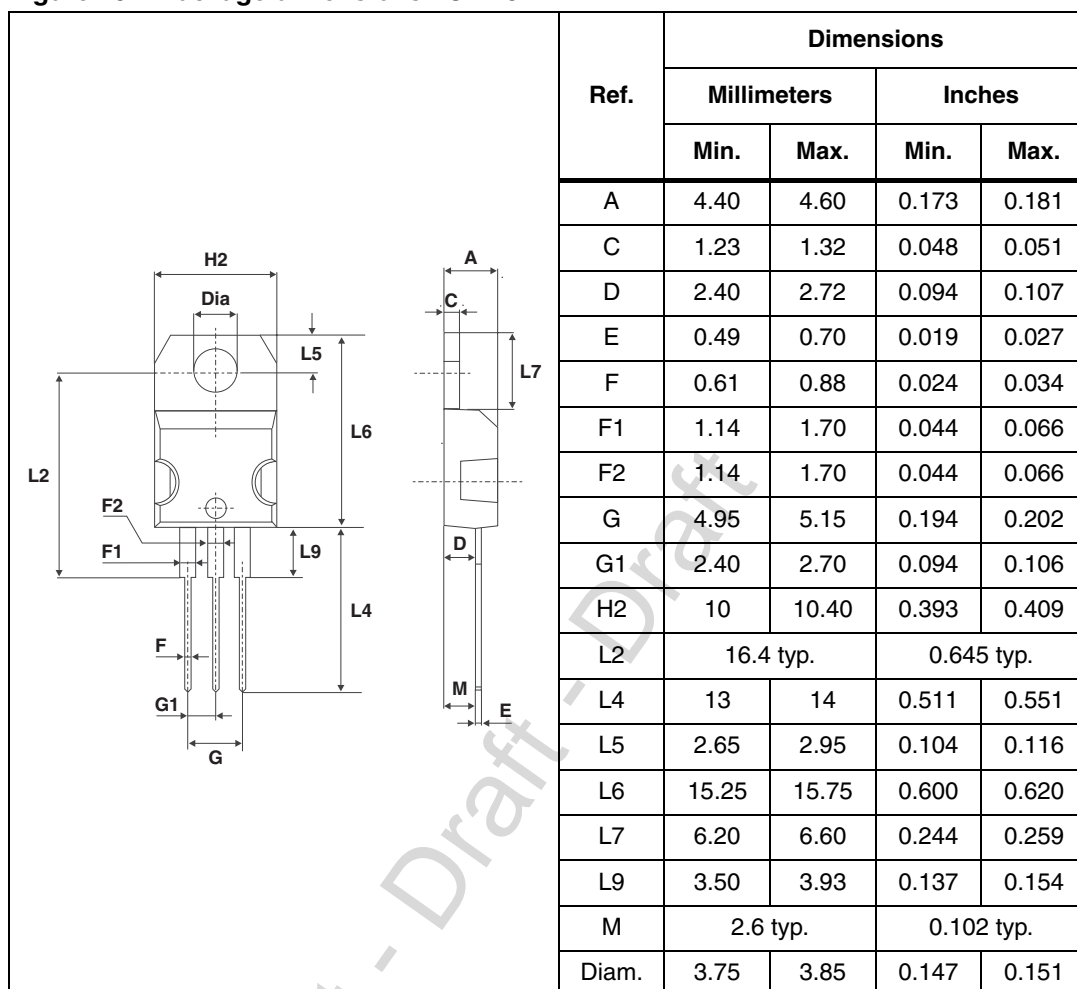 Dimensions
Ref. Millimeters Inches
Min. Max. Min. Max.
A 4.40 4.60 0.173 0.181
C 1.23 1.32 0.048 0.051
D 2.40 2.72 0.094 0.107
E 0.49 0.70 0.019 0.027
F 0.61 0.88 0.024 0.034
F1 1.14 1.70 0.044 0.066
F2 1.14 1.70 0.044 0.066
G 4.95 5.15 0.194 0.202
G1 2.40 2.70 0.094 0.106
H2 10 10.40 0.393 0.409
L2 16.4 typ. 0.645 typ.
L4 13 14 0.511 0.551
L5 2.65 2.95 0.104 0.116
L6 15.25 15.75 0.600 0.620
L7 6.20 6.60 0.244 0.259
L9 3.50 3.93 0.137 0.154
M 2.6 typ. 0.102 typ.
Diam. 3.75 3.85 0.147 0.151
H2
Dia
L5
L6
L2
F2
F1
L9
L4
F
G1
G
A
C
L7
D
M
E
Draft - Draft